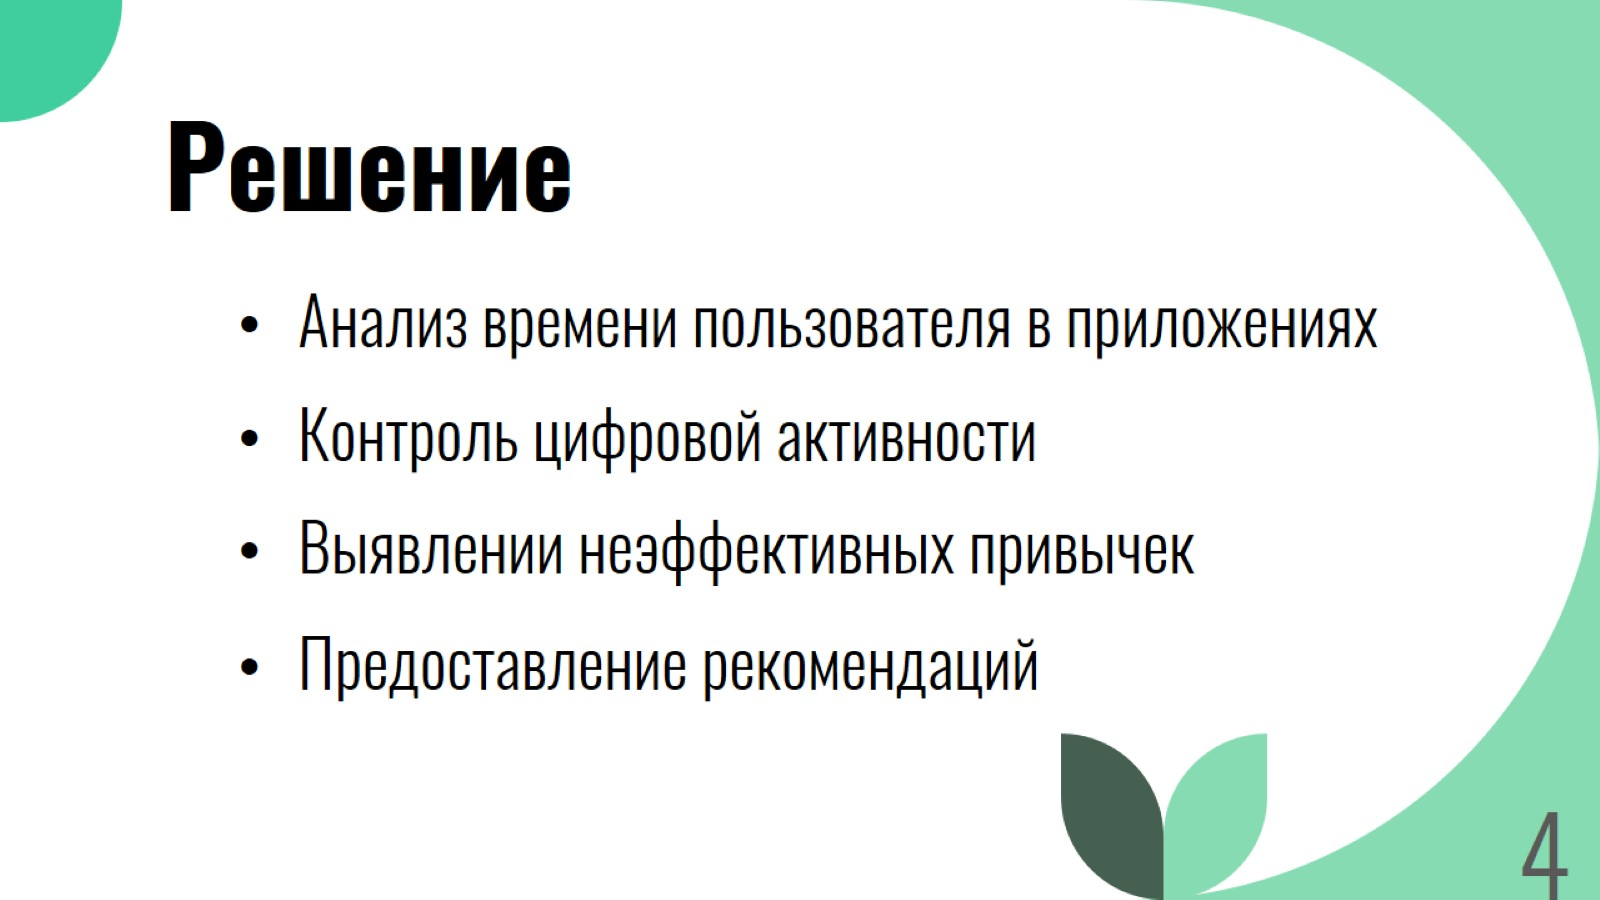 Решение
• Анализ времени пользователя в приложениях
• Контроль цифровой активности
• Выявлении неэффективных привычек
• Предоставление рекомендаций
4